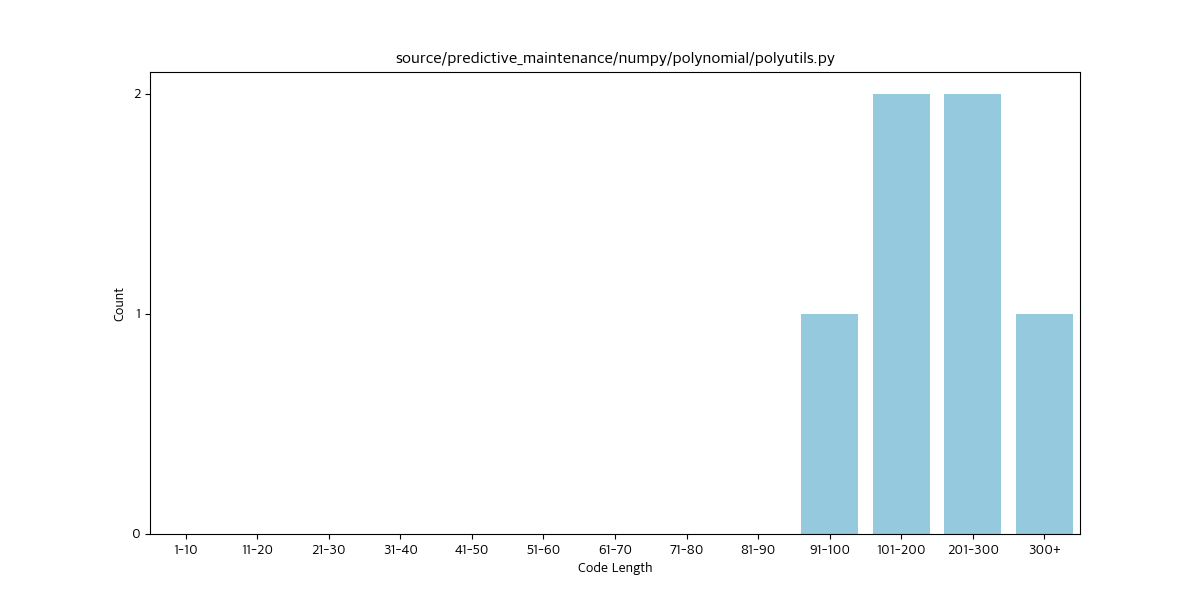 source/predictive_maintenance/numpy/polynomial/polyutils.py
2
1
0
Count
1-10 11-20 21-30 31-40 41-50 51-60 61-70 71-80 81-90 91-100 101-200 201-300 300+
Code Length